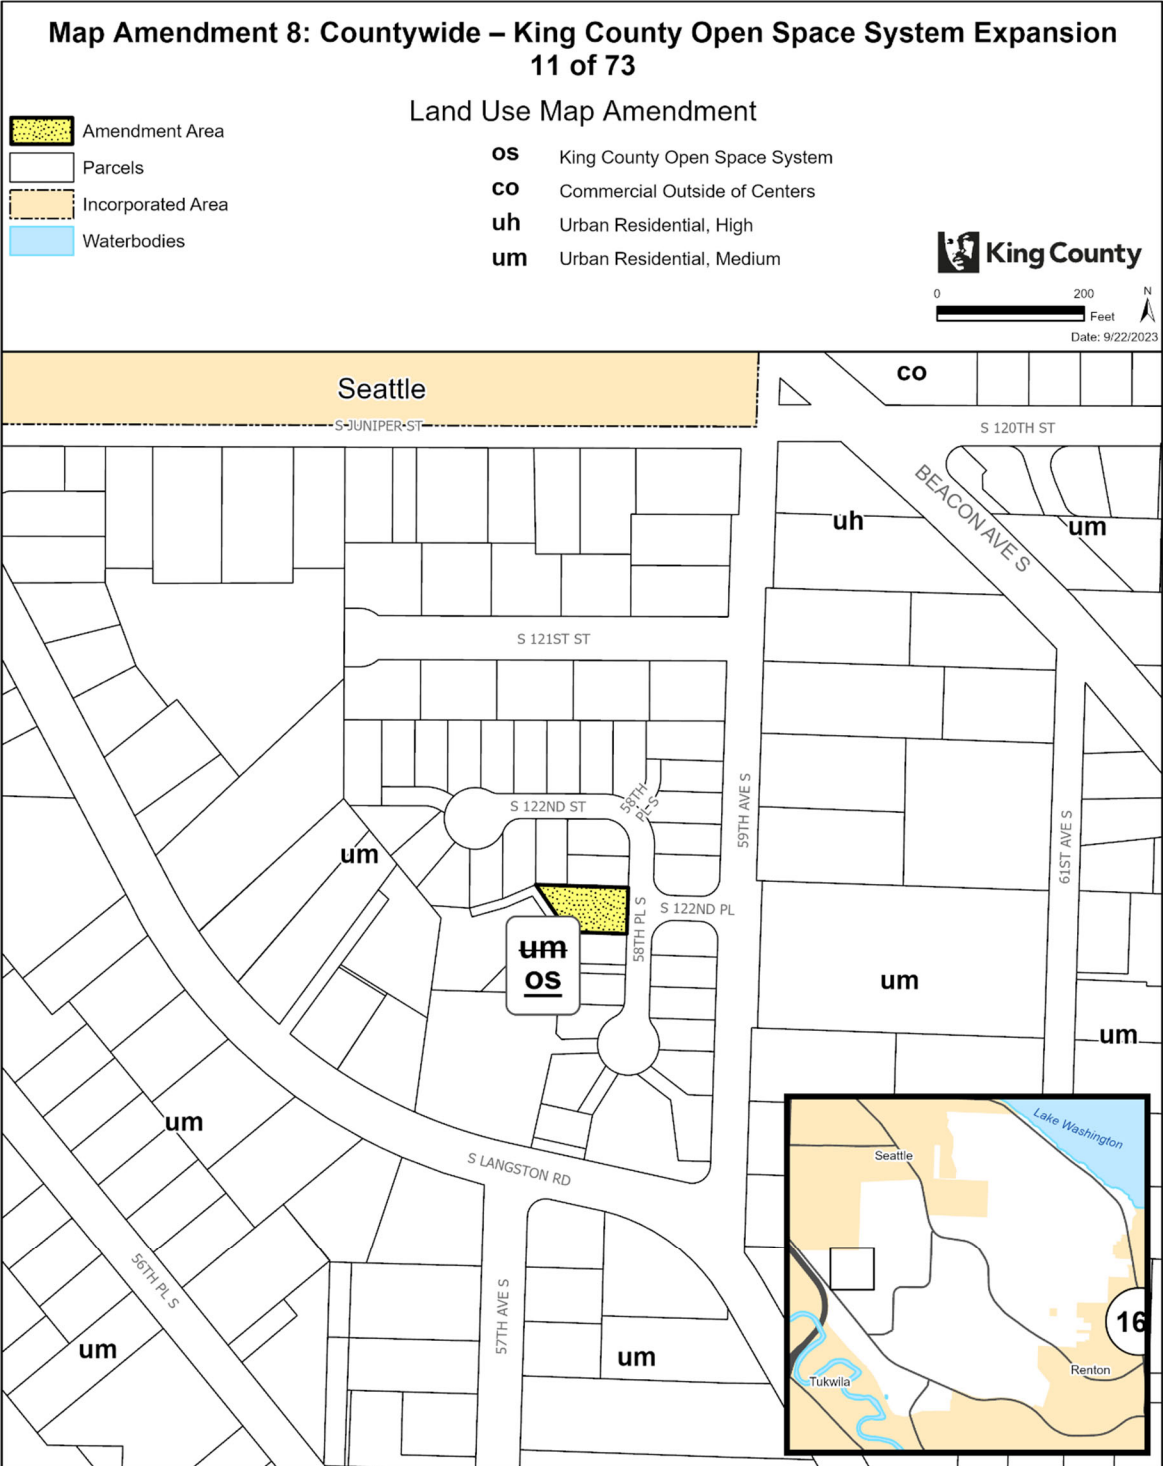 Map Amendment 8: Countywide – King County Open Space System Expansion
11 of 73
Land Use Map Amendment
Amendment Area
Parcels
Incorporated Area
Waterbodies
os King County Open Space System
co Commercial Outside of Centers
uh Urban Residential, High
um Urban Residential, Medium
King County
0 200
Feet
N
Date: 9/22/2023
Seattle
S JUNIPER ST
co
S 120TH ST
BEACON AVE S
uh
um
S 121ST ST
58TH
PL S
S 122ND ST
59TH AVE S
61ST AVE S
um
S 122ND PL
58TH PL S
um
os
um
um
um
S LANGSTON RD
56TH PL S
57TH AVE S
um
um
Lake Washington
Seattle
16
Renton
Tukwila